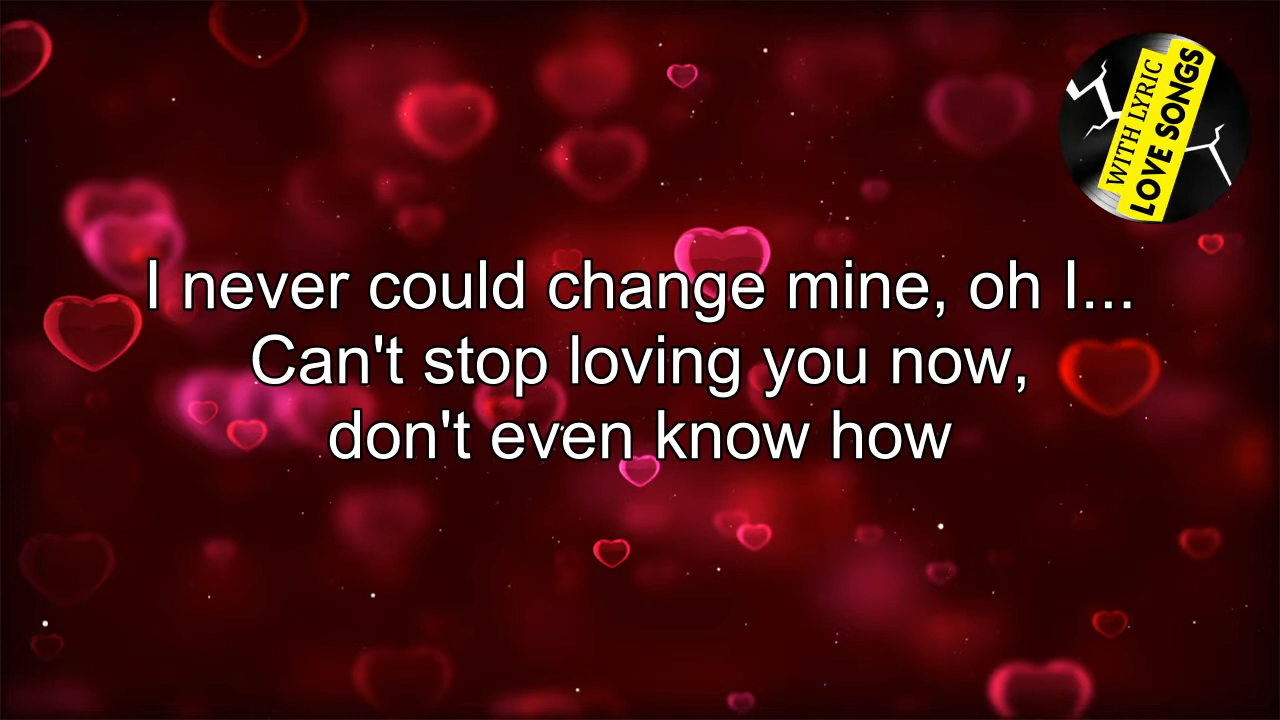 WITH LYRIC
LOVE SONGS
I never could change mine, oh I...
Can't stop loving you now,
don't even know how